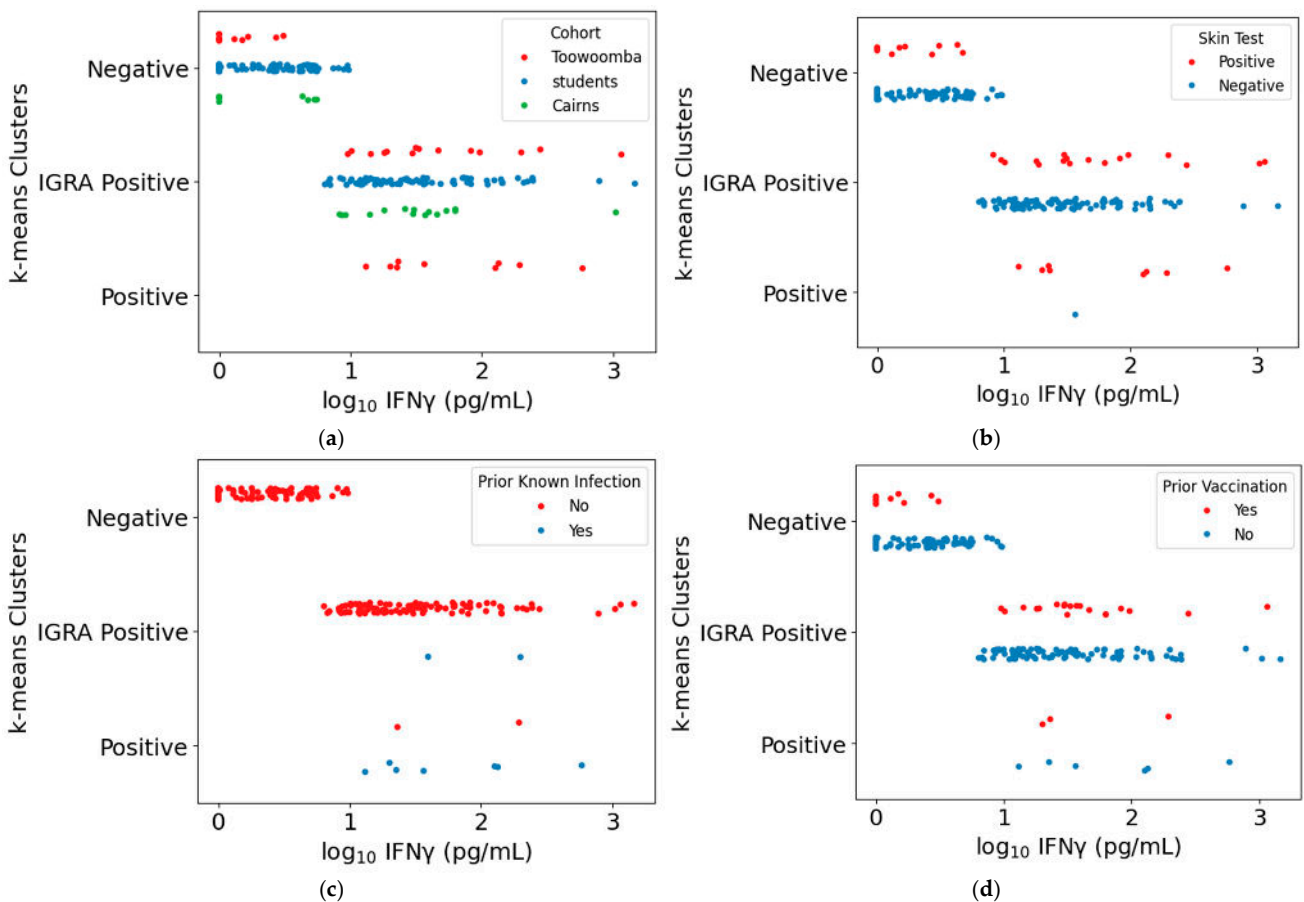 k-means Clusters
Negative
IGRA Positive
Positive
Cohort
Toowoomba
students
Cairns
0 1 2 3
log₁₀ IFNγ (pg/mL)
(a)
k-means Clusters
Negative
IGRA Positive
Positive
Skin Test
Positive
Negative
0 1 2 3
log₁₀ IFNγ (pg/mL)
(b)
k-means Clusters
Negative
IGRA Positive
Positive
Prior Known Infection
No
Yes
0 1 2 3
log₁₀ IFNγ (pg/mL)
(c)
k-means Clusters
Negative
IGRA Positive
Positive
Prior Vaccination
Yes
No
0 1 2 3
log₁₀ IFNγ (pg/mL)
(d)